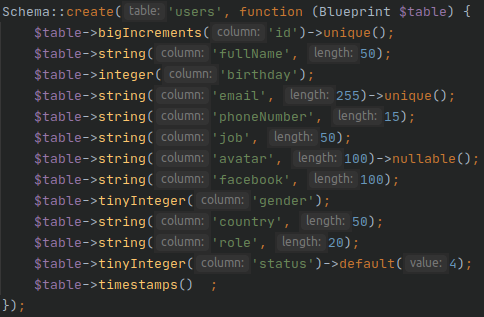 Schema::create( table: 'users', function (Blueprint $table) {
    $table->bigIncrements( column: 'id')->unique();
    $table->string( column: 'fullName', length: 50);
    $table->integer( column: 'birthday');
    $table->string( column: 'email', length: 255)->unique();
    $table->string( column: 'phoneNumber', length: 15);
    $table->string( column: 'job', length: 50);
    $table->string( column: 'avatar', length: 100)->nullable();
    $table->string( column: 'facebook', length: 100);
    $table->tinyInteger( column: 'gender');
    $table->string( column: 'country', length: 50);
    $table->string( column: 'role', length: 20);
    $table->tinyInteger( column: 'status')->default( value: 4);
    $table->timestamps()  ;
});